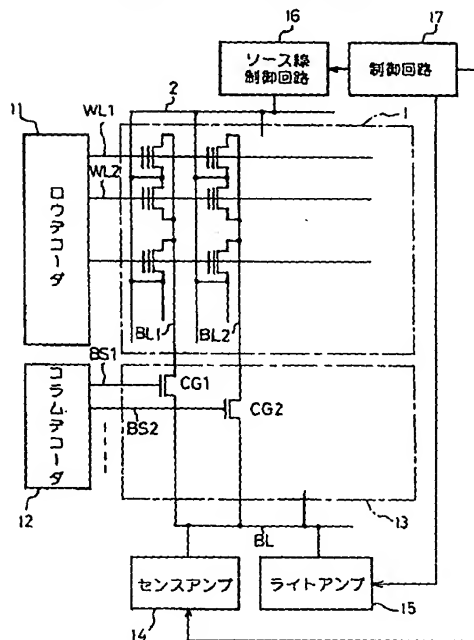 16
17
ソース線
制御回路
制御回路
2
1
11
WL1
WL2
ロウデコーダ
BL1
BL2
BS1
CG1
BS2
CG2
コラムデコーダ
12
13
BL
センスアンプ
ライトアンプ
14
15